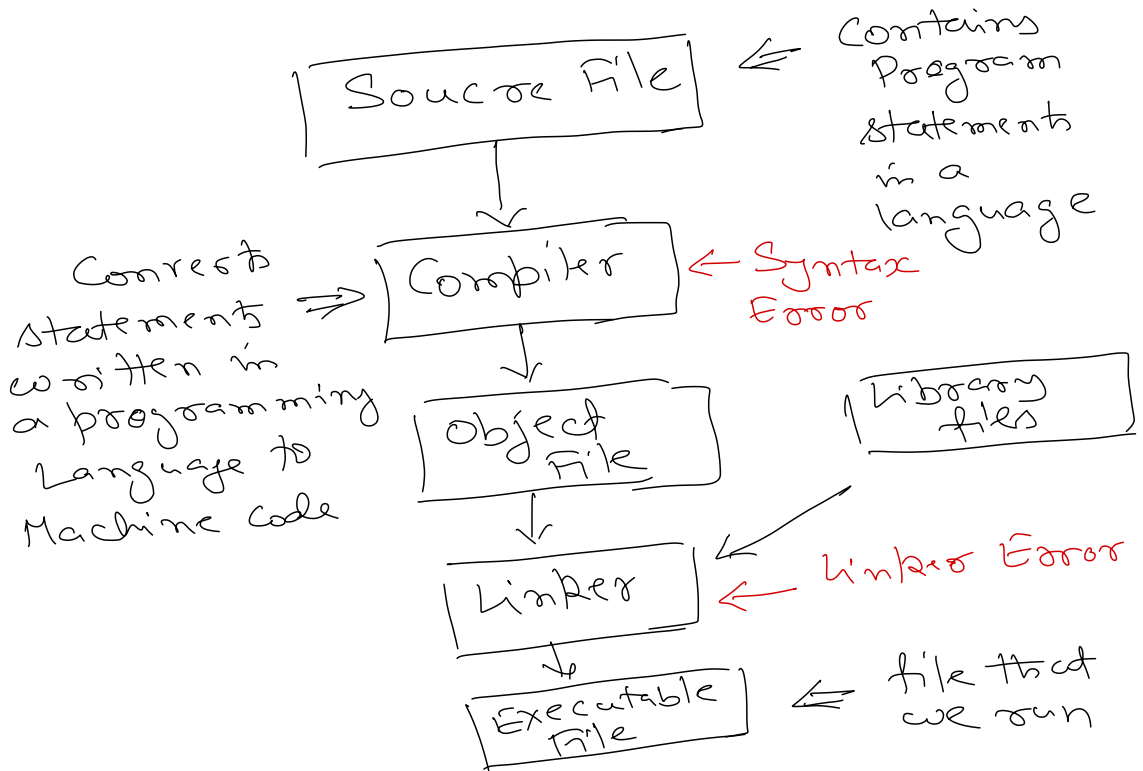 Soucre File
Contains
Program
statements
in a
language
Compiler
Converts
statements
written in
a programming
Language to
Machine code
Syntax
Error
Object
File
Library
files
Linker
Linker Error
Executable
File
file that
we run